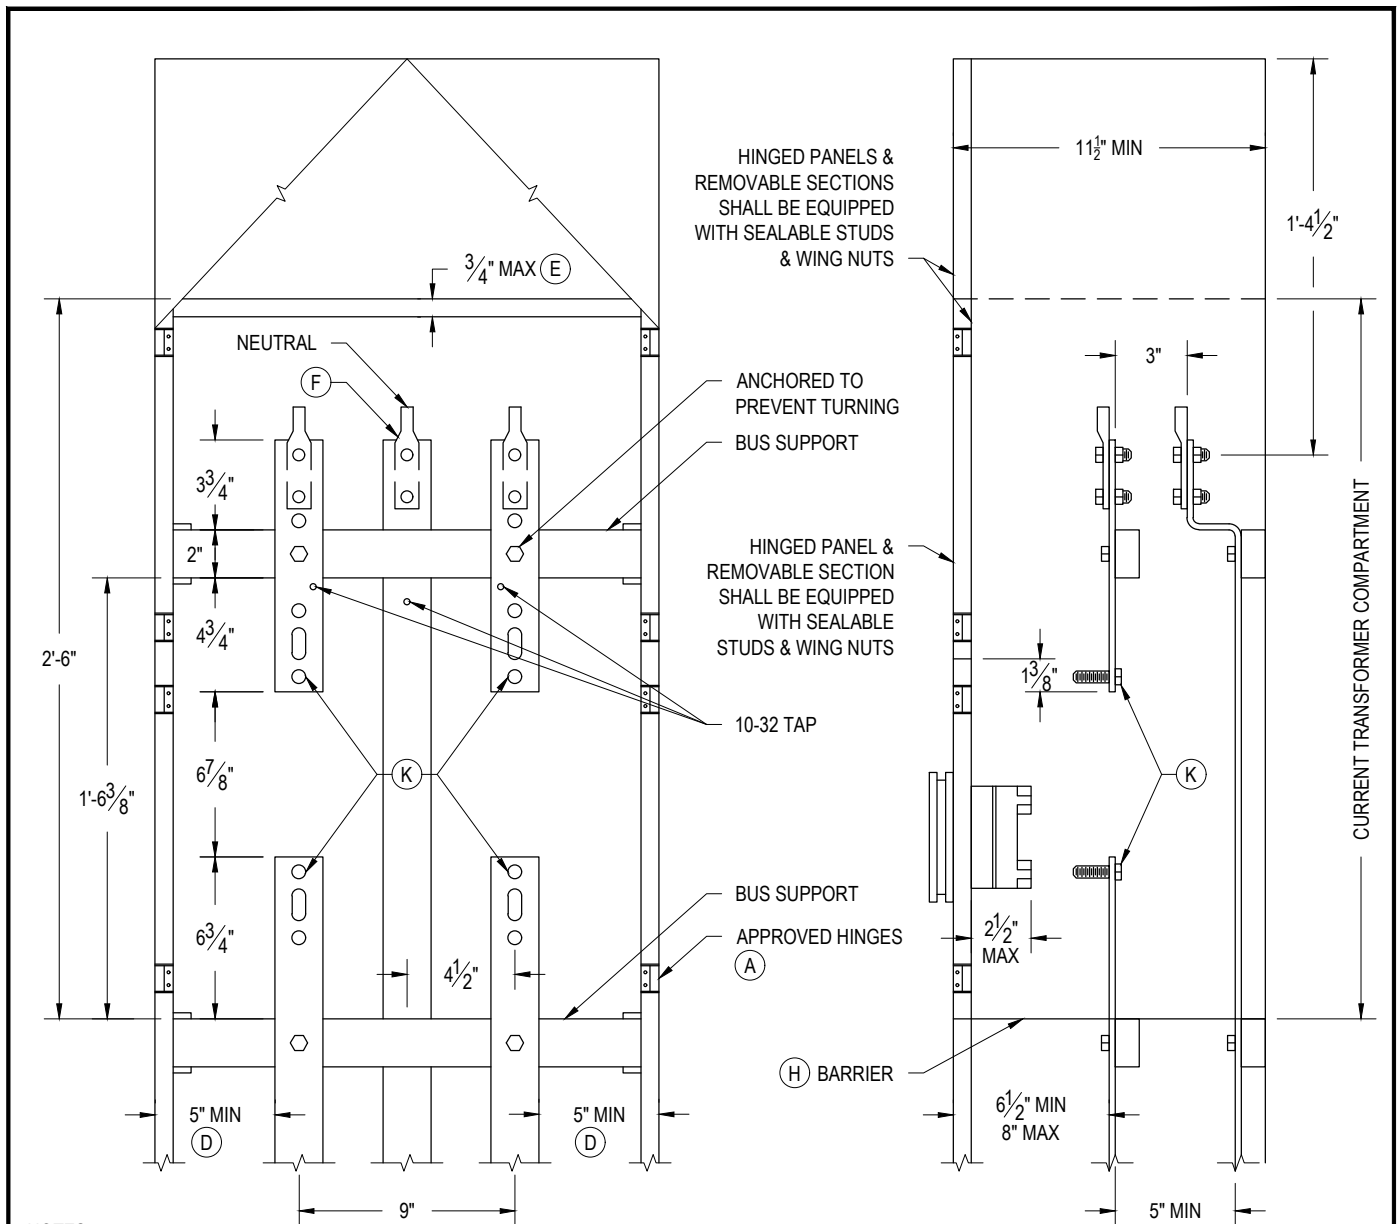 11 1/2" MIN
HINGED PANELS &
REMOVABLE SECTIONS
SHALL BE EQUIPPED
WITH SEALABLE STUDS
& WING NUTS
1'-4 1/2"
3/4" MAX E
NEUTRAL
F
3"
ANCHORED TO
PREVENT TURNING
BUS SUPPORT
3 3/4"
2"
HINGED PANEL &
REMOVABLE SECTION
SHALL BE EQUIPPED
WITH SEALABLE
STUDS & WING NUTS
4 3/4"
2'-6"
1 3/8"
CURRENT TRANSFORMER COMPARTMENT
10-32 TAP
6 7/8"
K
K
1'-6 3/8"
BUS SUPPORT
6 3/4"
4 1/2"
APPROVED HINGES
A
2 1/2"
MAX
H BARRIER
5" MIN
D
5" MIN
D
6 1/2" MIN
8" MAX
9"
5" MIN